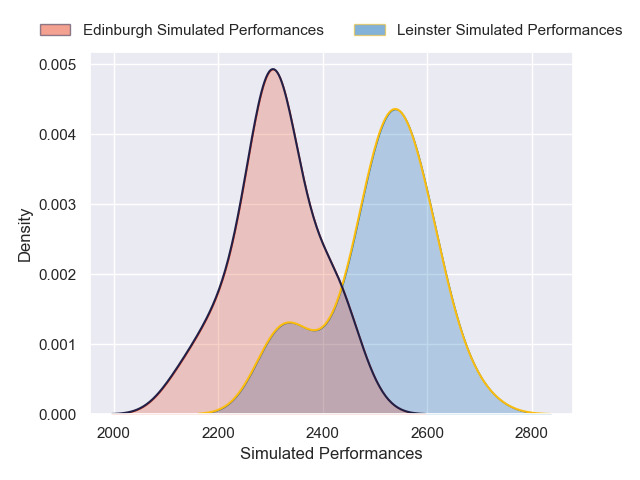 Edinburgh Simulated Performances
Leinster Simulated Performances
0.005
0.004
0.003
0.002
0.001
0.000
Density
2000 2200 2400 2600 2800
Simulated Performances